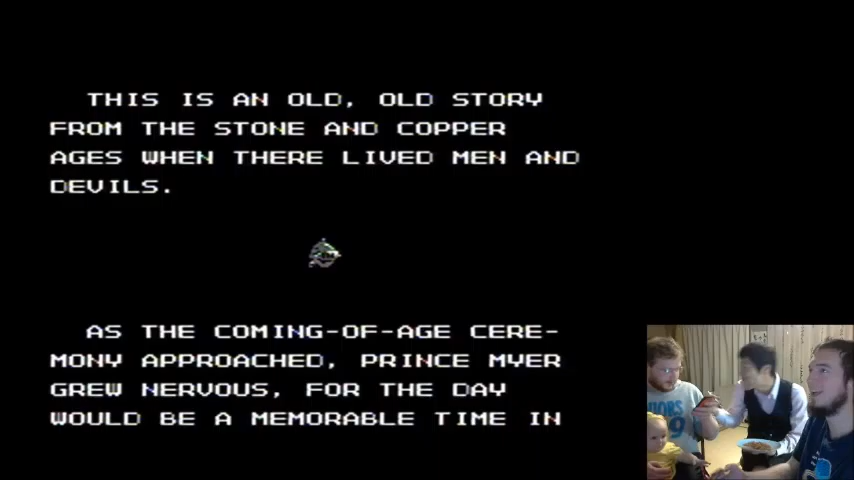 THIS IS AN OLD, OLD STORY
FROM THE STONE AND COPPER
AGES WHEN THERE LIVED MEN AND
DEVILS.
AS THE COMING-OF-AGE CERE-
MONY APPROACHED, PRINCE MYER
GREW NERVOUS, FOR THE DAY
WOULD BE A MEMORABLE TIME IN